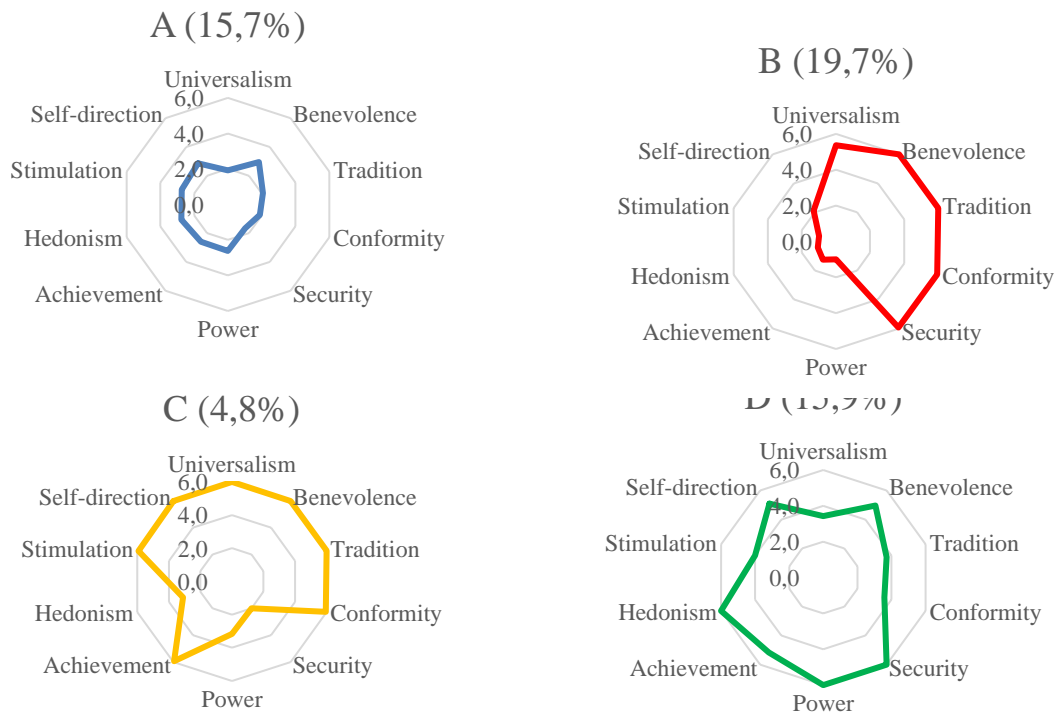 A (15,7%)
Universalism
6,0
Self-direction
Benevolence
4,0
Stimulation
2,0
Tradition
0,0
Hedonism
Conformity
Achievement
Security
Power
B (19,7%)
Universalism
6,0
Self-direction
Benevolence
4,0
Stimulation
2,0
Tradition
0,0
Hedonism
Conformity
Achievement
Security
Power
C (4,8%)
Universalism
6,0
Self-direction
Benevolence
4,0
Stimulation
2,0
Tradition
0,0
Hedonism
Conformity
Achievement
Security
Power
D
Universalism
6,0
Self-direction
Benevolence
4,0
Stimulation
2,0
Tradition
0,0
Hedonism
Conformity
Achievement
Security
Power